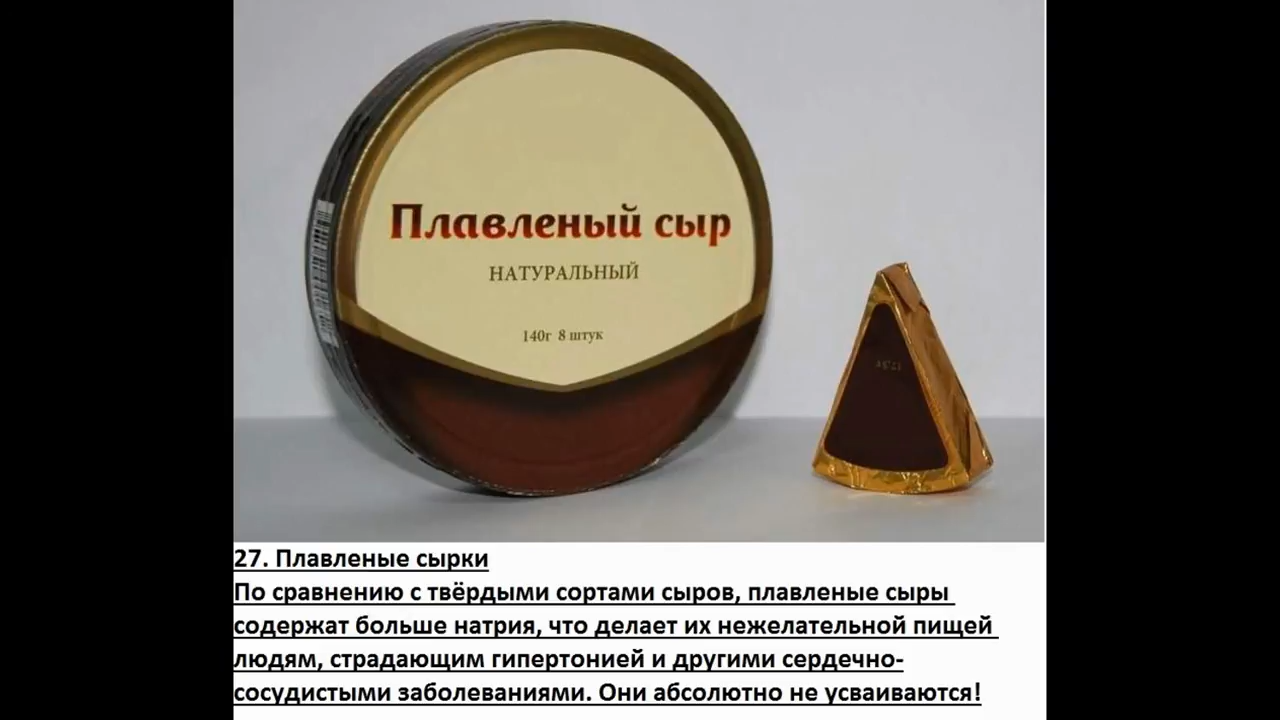 Плавленый сыр
НАТУРАЛЬНЫЙ
140г 8 штук
27. Плавленые сырки
По сравнению с твёрдыми сортами сыров, плавленые сыры
содержат больше натрия, что делает их нежелательной пищей
людям, страдающим гипертонией и другими сердечно-
сосудистыми заболеваниями. Они абсолютно не усваиваются!